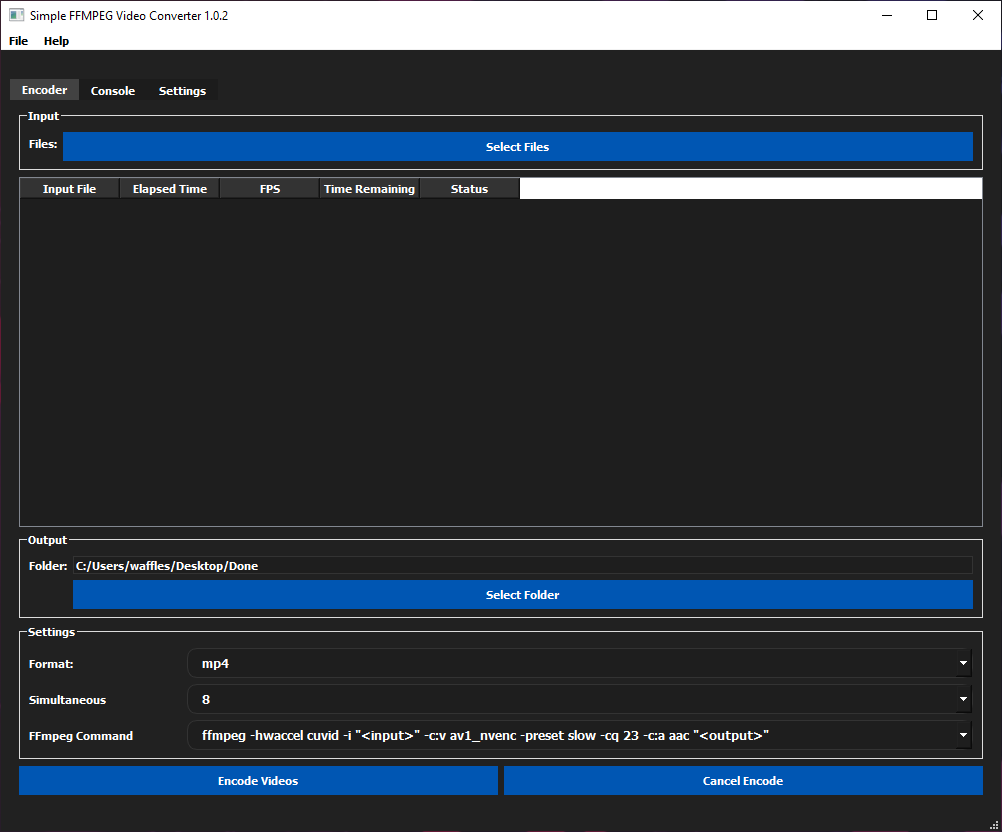 Simple FFMPEG Video Converter 1.0.2
File Help
Encoder Console Settings
Input
Files: Select Files
Input File Elapsed Time FPS Time Remaining Status
Output
Folder: C:/Users/waffles/Desktop/Done
Select Folder
Settings
Format: mp4
Simultaneous 8
FFmpeg Command ffmpeg -hwaccel cuvid -i "<input>" -c:v av1_nvenc -preset slow -cq 23 -c:a aac "<output>"
Encode Videos Cancel Encode